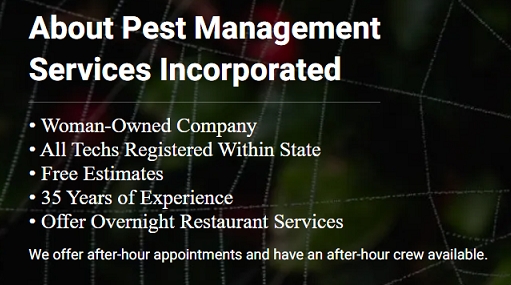 About Pest Management
Services Incorporated
• Woman-Owned Company
• All Techs Registered Within State
• Free Estimates
• 35 Years of Experience
• Offer Overnight Restaurant Services
We offer after-hour appointments and have an after-hour crew available.